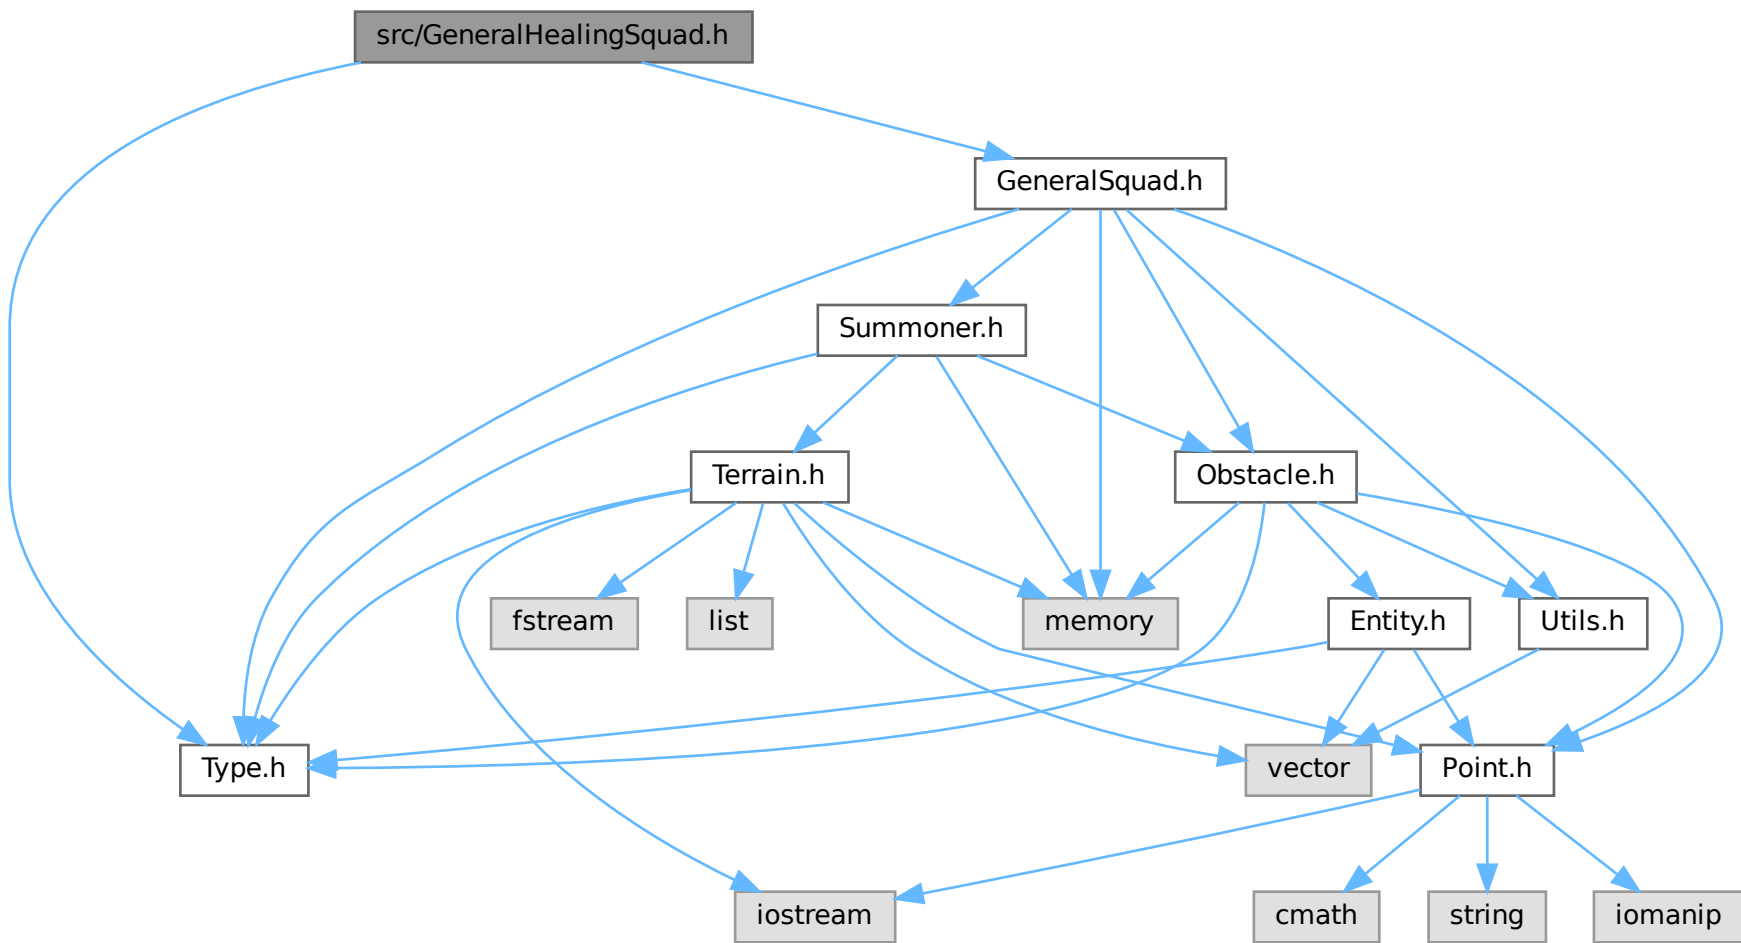 src/GeneralHealingSquad.h
GeneralSquad.h
Summoner.h
Terrain.h
Obstacle.h
fstream
list
memory
Entity.h
Utils.h
Type.h
vector
Point.h
iostream
cmath
string
iomanip